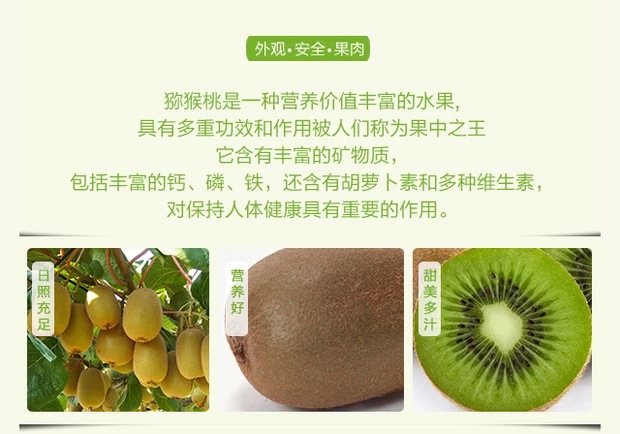 外观·安全·果肉
猕猴桃是一种营养价值丰富的水果，
具有多重功效和作用被人们称为果中之王
它含有丰富的矿物质，
包括丰富的钙、磷、铁，还含有胡萝卜素和多种维生素，
对保持人体健康具有重要的作用。
日照充足
营养好
甜美多汁